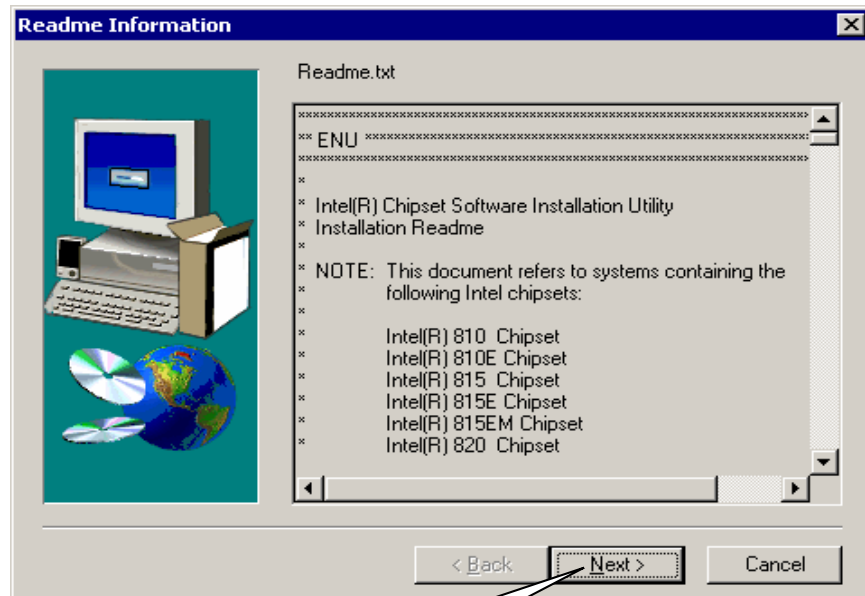 Readme Information
Readme.txt
** ENU **********************************************************
*
* Intel(R) Chipset Software Installation Utility
* Installation Readme
*
* NOTE: This document refers to systems containing the
* following Intel chipsets:
*
* Intel(R) 810 Chipset
* Intel(R) 810E Chipset
* Intel(R) 815 Chipset
* Intel(R) 815E Chipset
* Intel(R) 815EM Chipset
* Intel(R) 820 Chipset
< Back Next > Cancel